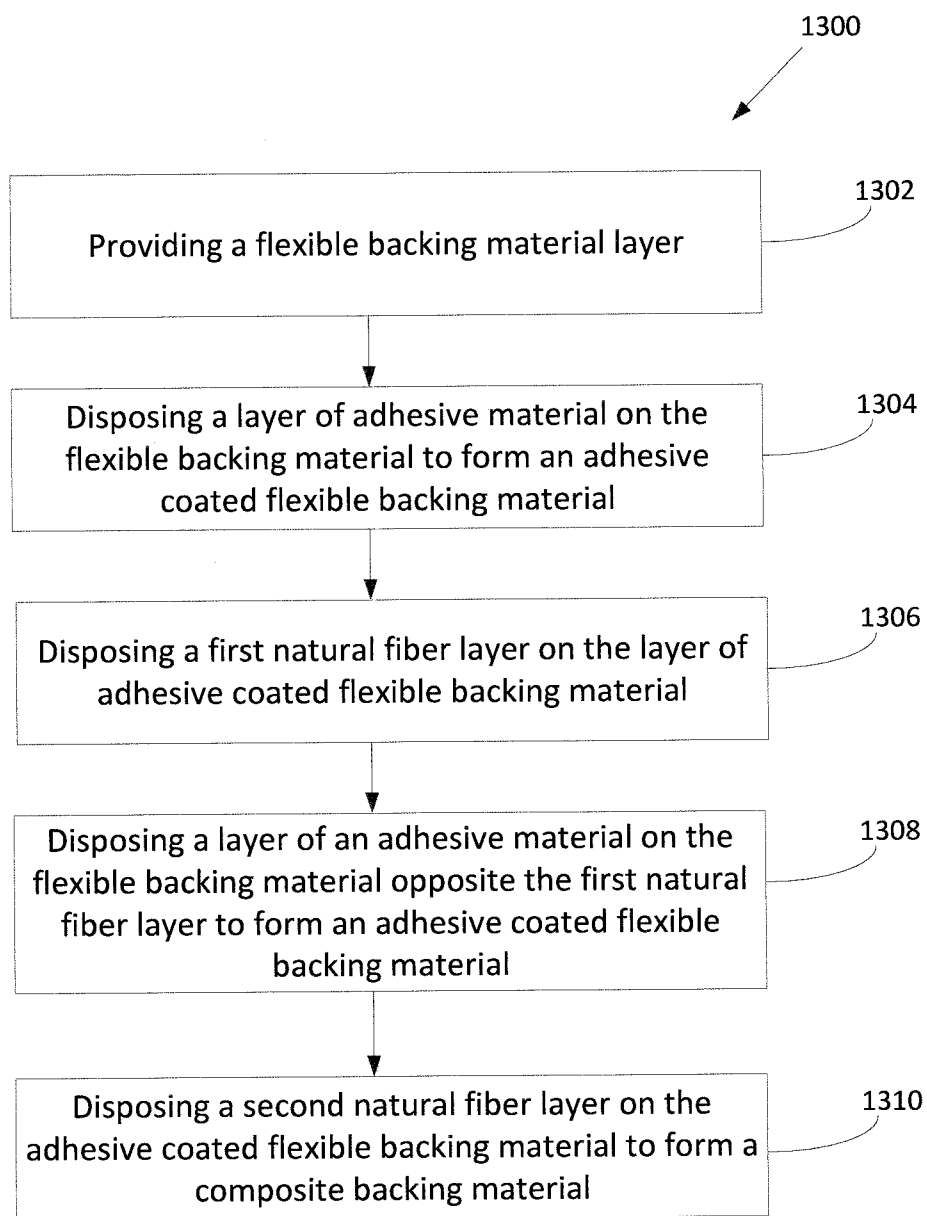 1300
1302
Providing a flexible backing material layer
1304
Disposing a layer of adhesive material on the
flexible backing material to form an adhesive
coated flexible backing material
1306
Disposing a first natural fiber layer on the layer of
adhesive coated flexible backing material
1308
Disposing a layer of an adhesive material on the
flexible backing material opposite the first natural
fiber layer to form an adhesive coated flexible
backing material
1310
Disposing a second natural fiber layer on the
adhesive coated flexible backing material to form a
composite backing material